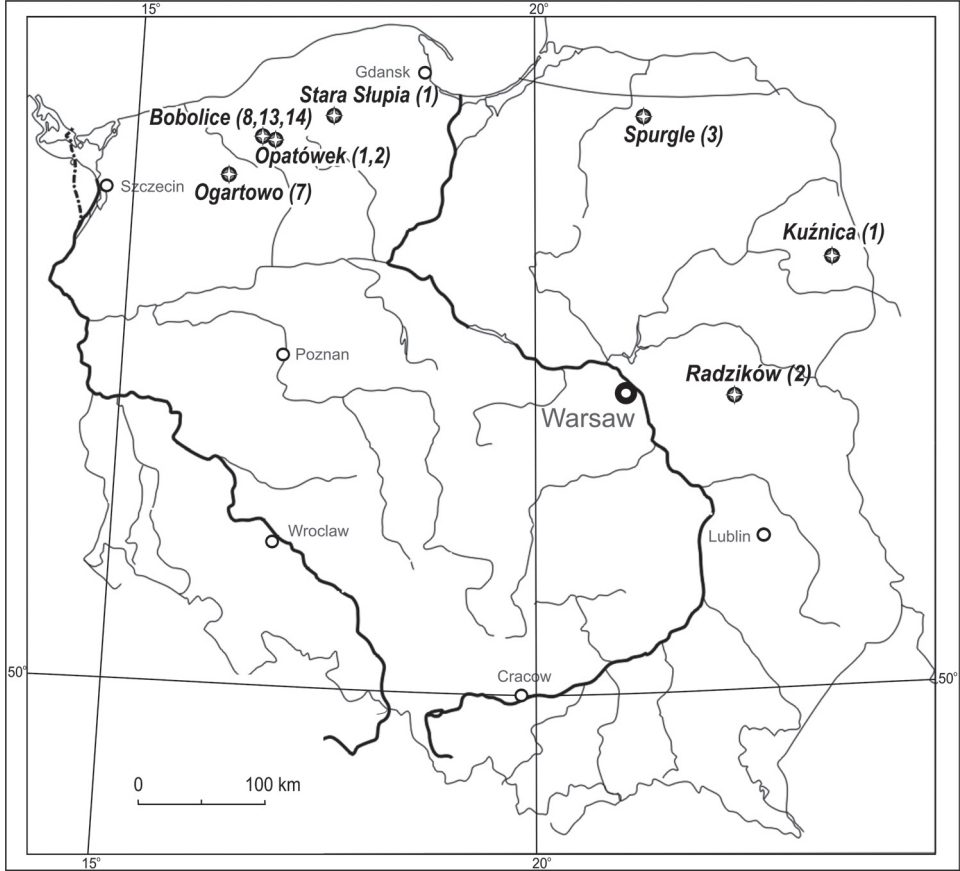 15°
20°
Gdansk
Stara Słupia (1)
Bobolice (8,13,14)
Opatówek (1,2)
Spurgle (3)
Szczecin
Ogartowo (7)
Kuźnica (1)
Poznan
Radzików (2)
Warsaw
Wroclaw
Lublin
50°
Cracow
50°
0
100 km
15°
20°